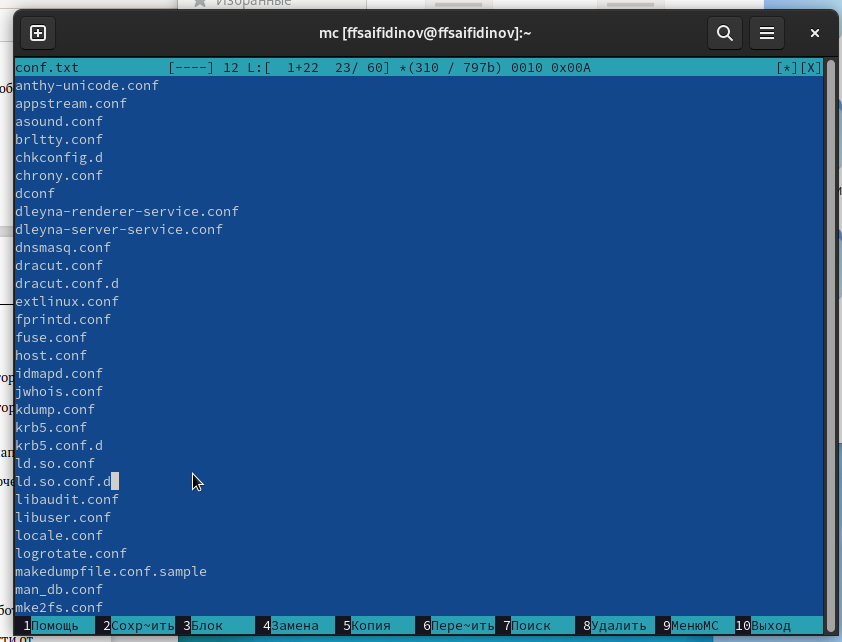 Избранные
mc [ffsaifidinov@ffsaifidinov]:~
conf.txt [----] 12 L:[ 1+22 23/ 60] *(310 / 797b) 0010 0x00A [*][X]
anthy-unicode.conf
appstream.conf
asound.conf
brltty.conf
chkconfig.d
chrony.conf
dconf
dleyna-renderer-service.conf
dleyna-server-service.conf
dnsmasq.conf
dracut.conf
dracut.conf.d
extlinux.conf
fprintd.conf
fuse.conf
host.conf
idmapd.conf
jwhois.conf
kdump.conf
krb5.conf
krb5.conf.d
ld.so.conf
ld.so.conf.d
libaudit.conf
libuser.conf
locale.conf
logrotate.conf
makedumpfile.conf.sample
man_db.conf
mke2fs.conf
1Помощь 2Сохр~ить 3Блок 4Замена 5Копия 6Пере~ить 7Поиск 8Удалить 9МенюMC 10Выход